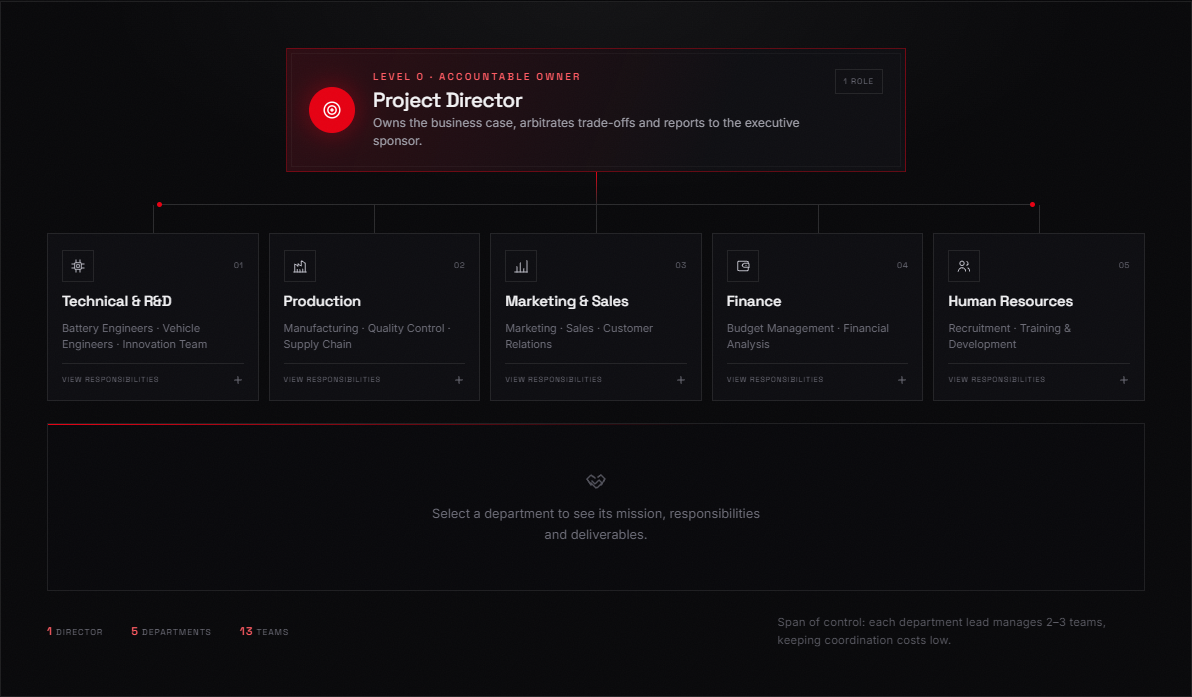 LEVEL 0 · ACCOUNTABLE OWNER
1 ROLE
Project Director
Owns the business case, arbitrates trade-offs and reports to the executive
sponsor.
01
Technical & R&D
Battery Engineers · Vehicle
Engineers · Innovation Team
VIEW RESPONSIBILITIES +
02
Production
Manufacturing · Quality Control ·
Supply Chain
VIEW RESPONSIBILITIES +
03
Marketing & Sales
Marketing · Sales · Customer
Relations
VIEW RESPONSIBILITIES +
04
Finance
Budget Management · Financial
Analysis
VIEW RESPONSIBILITIES +
05
Human Resources
Recruitment · Training &
Development
VIEW RESPONSIBILITIES +
Select a department to see its mission, responsibilities
and deliverables.
1 DIRECTOR
5 DEPARTMENTS
13 TEAMS
Span of control: each department lead manages 2–3 teams,
keeping coordination costs low.